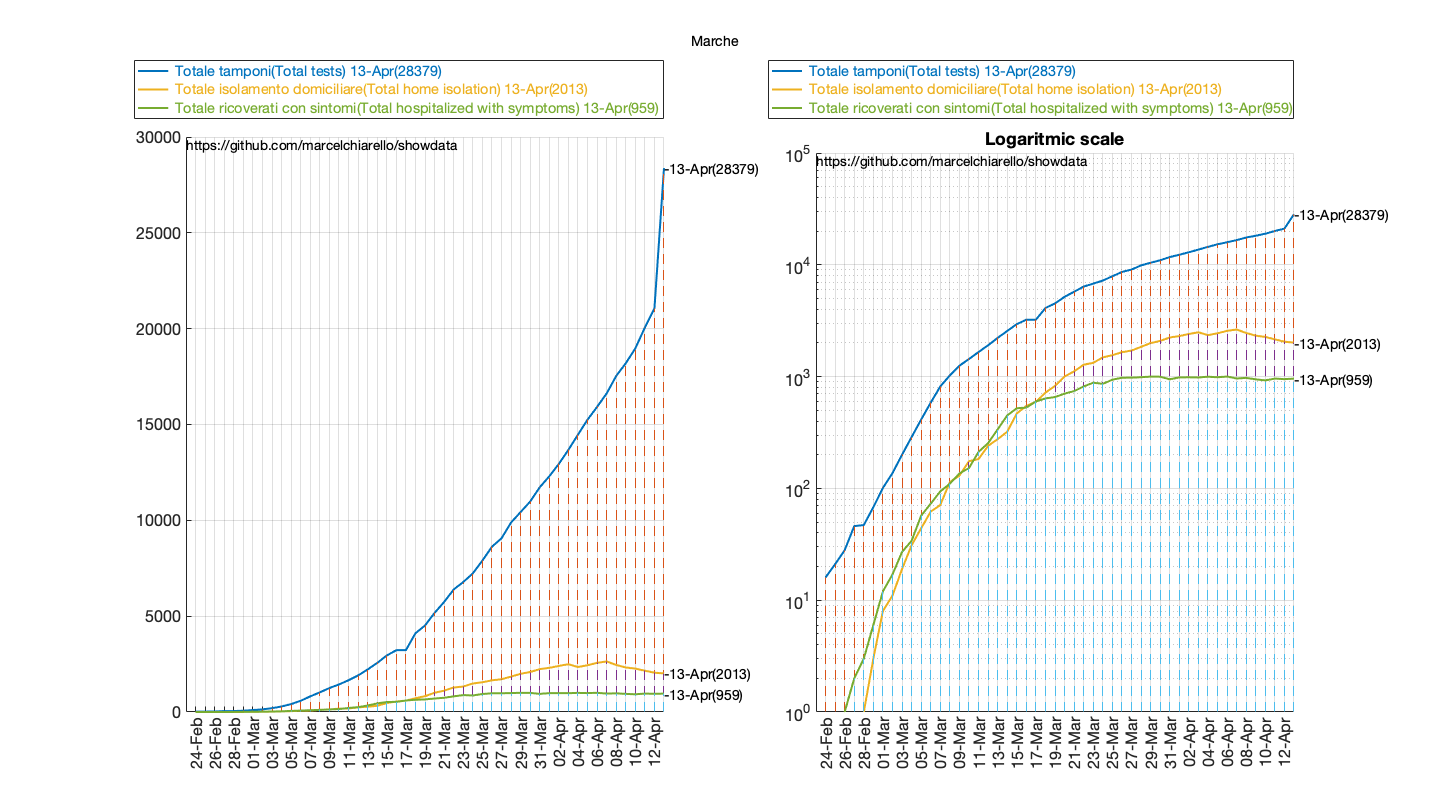 Marche
Totale tamponi(Total tests) 13-Apr(28379)
Totale isolamento domiciliare(Total home isolation) 13-Apr(2013)
Totale ricoverati con sintomi(Total hospitalized with symptoms) 13-Apr(959)
30000
25000
20000
15000
10000
5000
0
https://github.com/marcelchiarello/showdata
13-Apr(28379)
13-Apr(2013)
13-Apr(959)
24-Feb
26-Feb
28-Feb
01-Mar
03-Mar
05-Mar
07-Mar
09-Mar
11-Mar
13-Mar
15-Mar
17-Mar
19-Mar
21-Mar
23-Mar
25-Mar
27-Mar
29-Mar
31-Mar
02-Apr
04-Apr
06-Apr
08-Apr
10-Apr
12-Apr
Totale tamponi(Total tests) 13-Apr(28379)
Totale isolamento domiciliare(Total home isolation) 13-Apr(2013)
Totale ricoverati con sintomi(Total hospitalized with symptoms) 13-Apr(959)
Logaritmic scale
10^5
10^4
10^3
10^2
10^1
10^0
https://github.com/marcelchiarello/showdata
13-Apr(28379)
13-Apr(2013)
13-Apr(959)
24-Feb
26-Feb
28-Feb
01-Mar
03-Mar
05-Mar
07-Mar
09-Mar
11-Mar
13-Mar
15-Mar
17-Mar
19-Mar
21-Mar
23-Mar
25-Mar
27-Mar
29-Mar
31-Mar
02-Apr
04-Apr
06-Apr
08-Apr
10-Apr
12-Apr